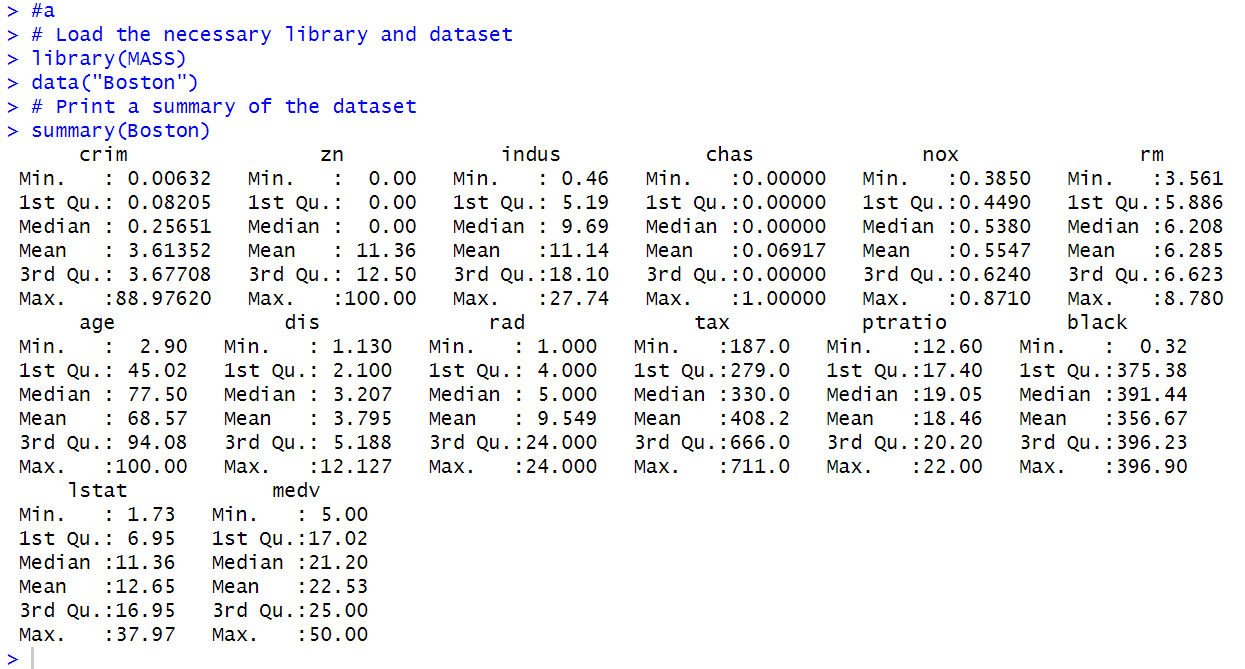 > #a
> # Load the necessary library and dataset
> library(MASS)
> data("Boston")
> # Print a summary of the dataset
> summary(Boston)
      crim                zn             indus            chas              nox               rm       
 Min.   : 0.00632   Min.   :  0.00   Min.   : 0.46   Min.   :0.00000   Min.   :0.3850   Min.   :3.561  
 1st Qu.: 0.08205   1st Qu.:  0.00   1st Qu.: 5.19   1st Qu.:0.00000   1st Qu.:0.4490   1st Qu.:5.886  
 Median : 0.25651   Median :  0.00   Median : 9.69   Median :0.00000   Median :0.5380   Median :6.208  
 Mean   : 3.61352   Mean   : 11.36   Mean   :11.14   Mean   :0.06917   Mean   :0.5547   Mean   :6.285  
 3rd Qu.: 3.67708   3rd Qu.: 12.50   3rd Qu.:18.10   3rd Qu.:0.00000   3rd Qu.:0.6240   3rd Qu.:6.623  
 Max.   :88.97620   Max.   :100.00   Max.   :27.74   Max.   :1.00000   Max.   :0.8710   Max.   :8.780  
      age              dis              rad              tax           ptratio          black       
 Min.   :  2.90   Min.   : 1.130   Min.   : 1.000   Min.   :187.0   Min.   :12.60   Min.   :  0.32  
 1st Qu.: 45.02   1st Qu.: 2.100   1st Qu.: 4.000   1st Qu.:279.0   1st Qu.:17.40   1st Qu.:375.38  
 Median : 77.50   Median : 3.207   Median : 5.000   Median :330.0   Median :19.05   Median :391.44  
 Mean   : 68.57   Mean   : 3.795   Mean   : 9.549   Mean   :408.2   Mean   :18.46   Mean   :356.67  
 3rd Qu.: 94.08   3rd Qu.: 5.188   3rd Qu.:24.000   3rd Qu.:666.0   3rd Qu.:20.20   3rd Qu.:396.23  
 Max.   :100.00   Max.   :12.127   Max.   :24.000   Max.   :711.0   Max.   :22.00   Max.   :396.90  
     lstat            medv      
 Min.   : 1.73   Min.   : 5.00  
 1st Qu.: 6.95   1st Qu.:17.02  
 Median :11.36   Median :21.20  
 Mean   :12.65   Mean   :22.53  
 3rd Qu.:16.95   3rd Qu.:25.00  
 Max.   :37.97   Max.   :50.00  
>